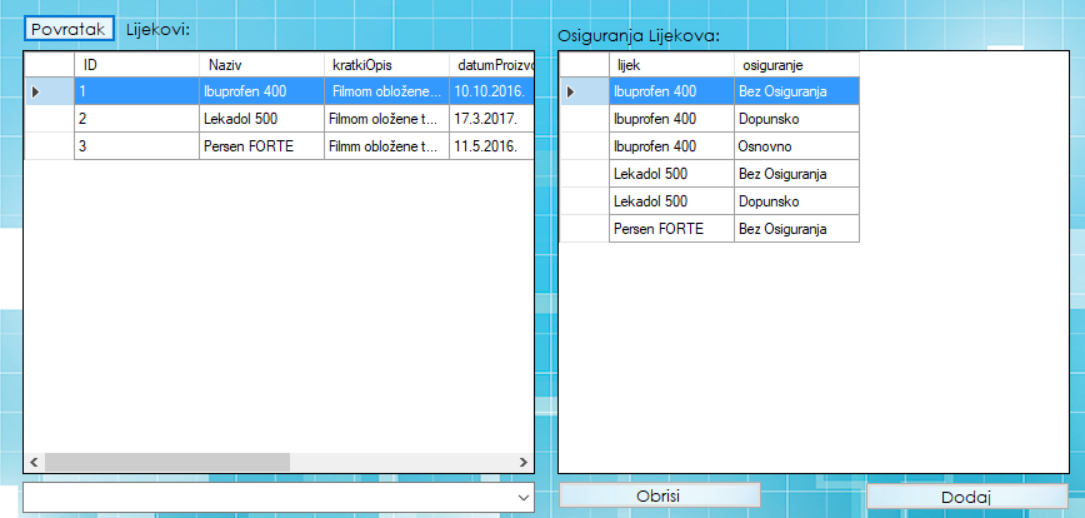 Povratak Lijekovi:
ID Naziv kratkiOpis datumProizvo
1 Ibuprofen 400 Filmom obložene... 10.10.2016.
2 Lekadol 500 Filmom oložene t... 17.3.2017.
3 Persen FORTE Filmm obložene t... 11.5.2016.
Osiguranja Lijekova:
lijek osiguranje
Ibuprofen 400 Bez Osiguranja
Ibuprofen 400 Dopunsko
Ibuprofen 400 Osnovno
Lekadol 500 Bez Osiguranja
Lekadol 500 Dopunsko
Persen FORTE Bez Osiguranja
Obrisi Dodaj